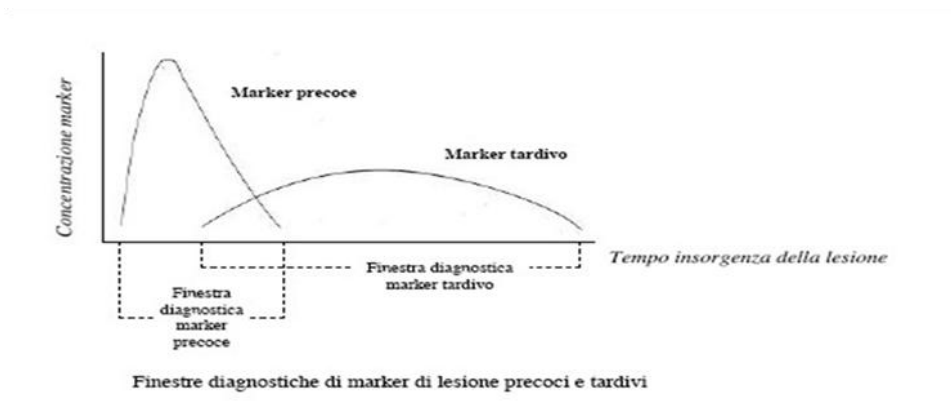 Concentrazione marker
Marker precoce
Marker tardivo
Tempo insorgenza della lesione
Finestra diagnostica
marker tardivo
Finestra
diagnostica
marker
precoce
Finestre diagnostiche di marker di lesione precoci e tardivi